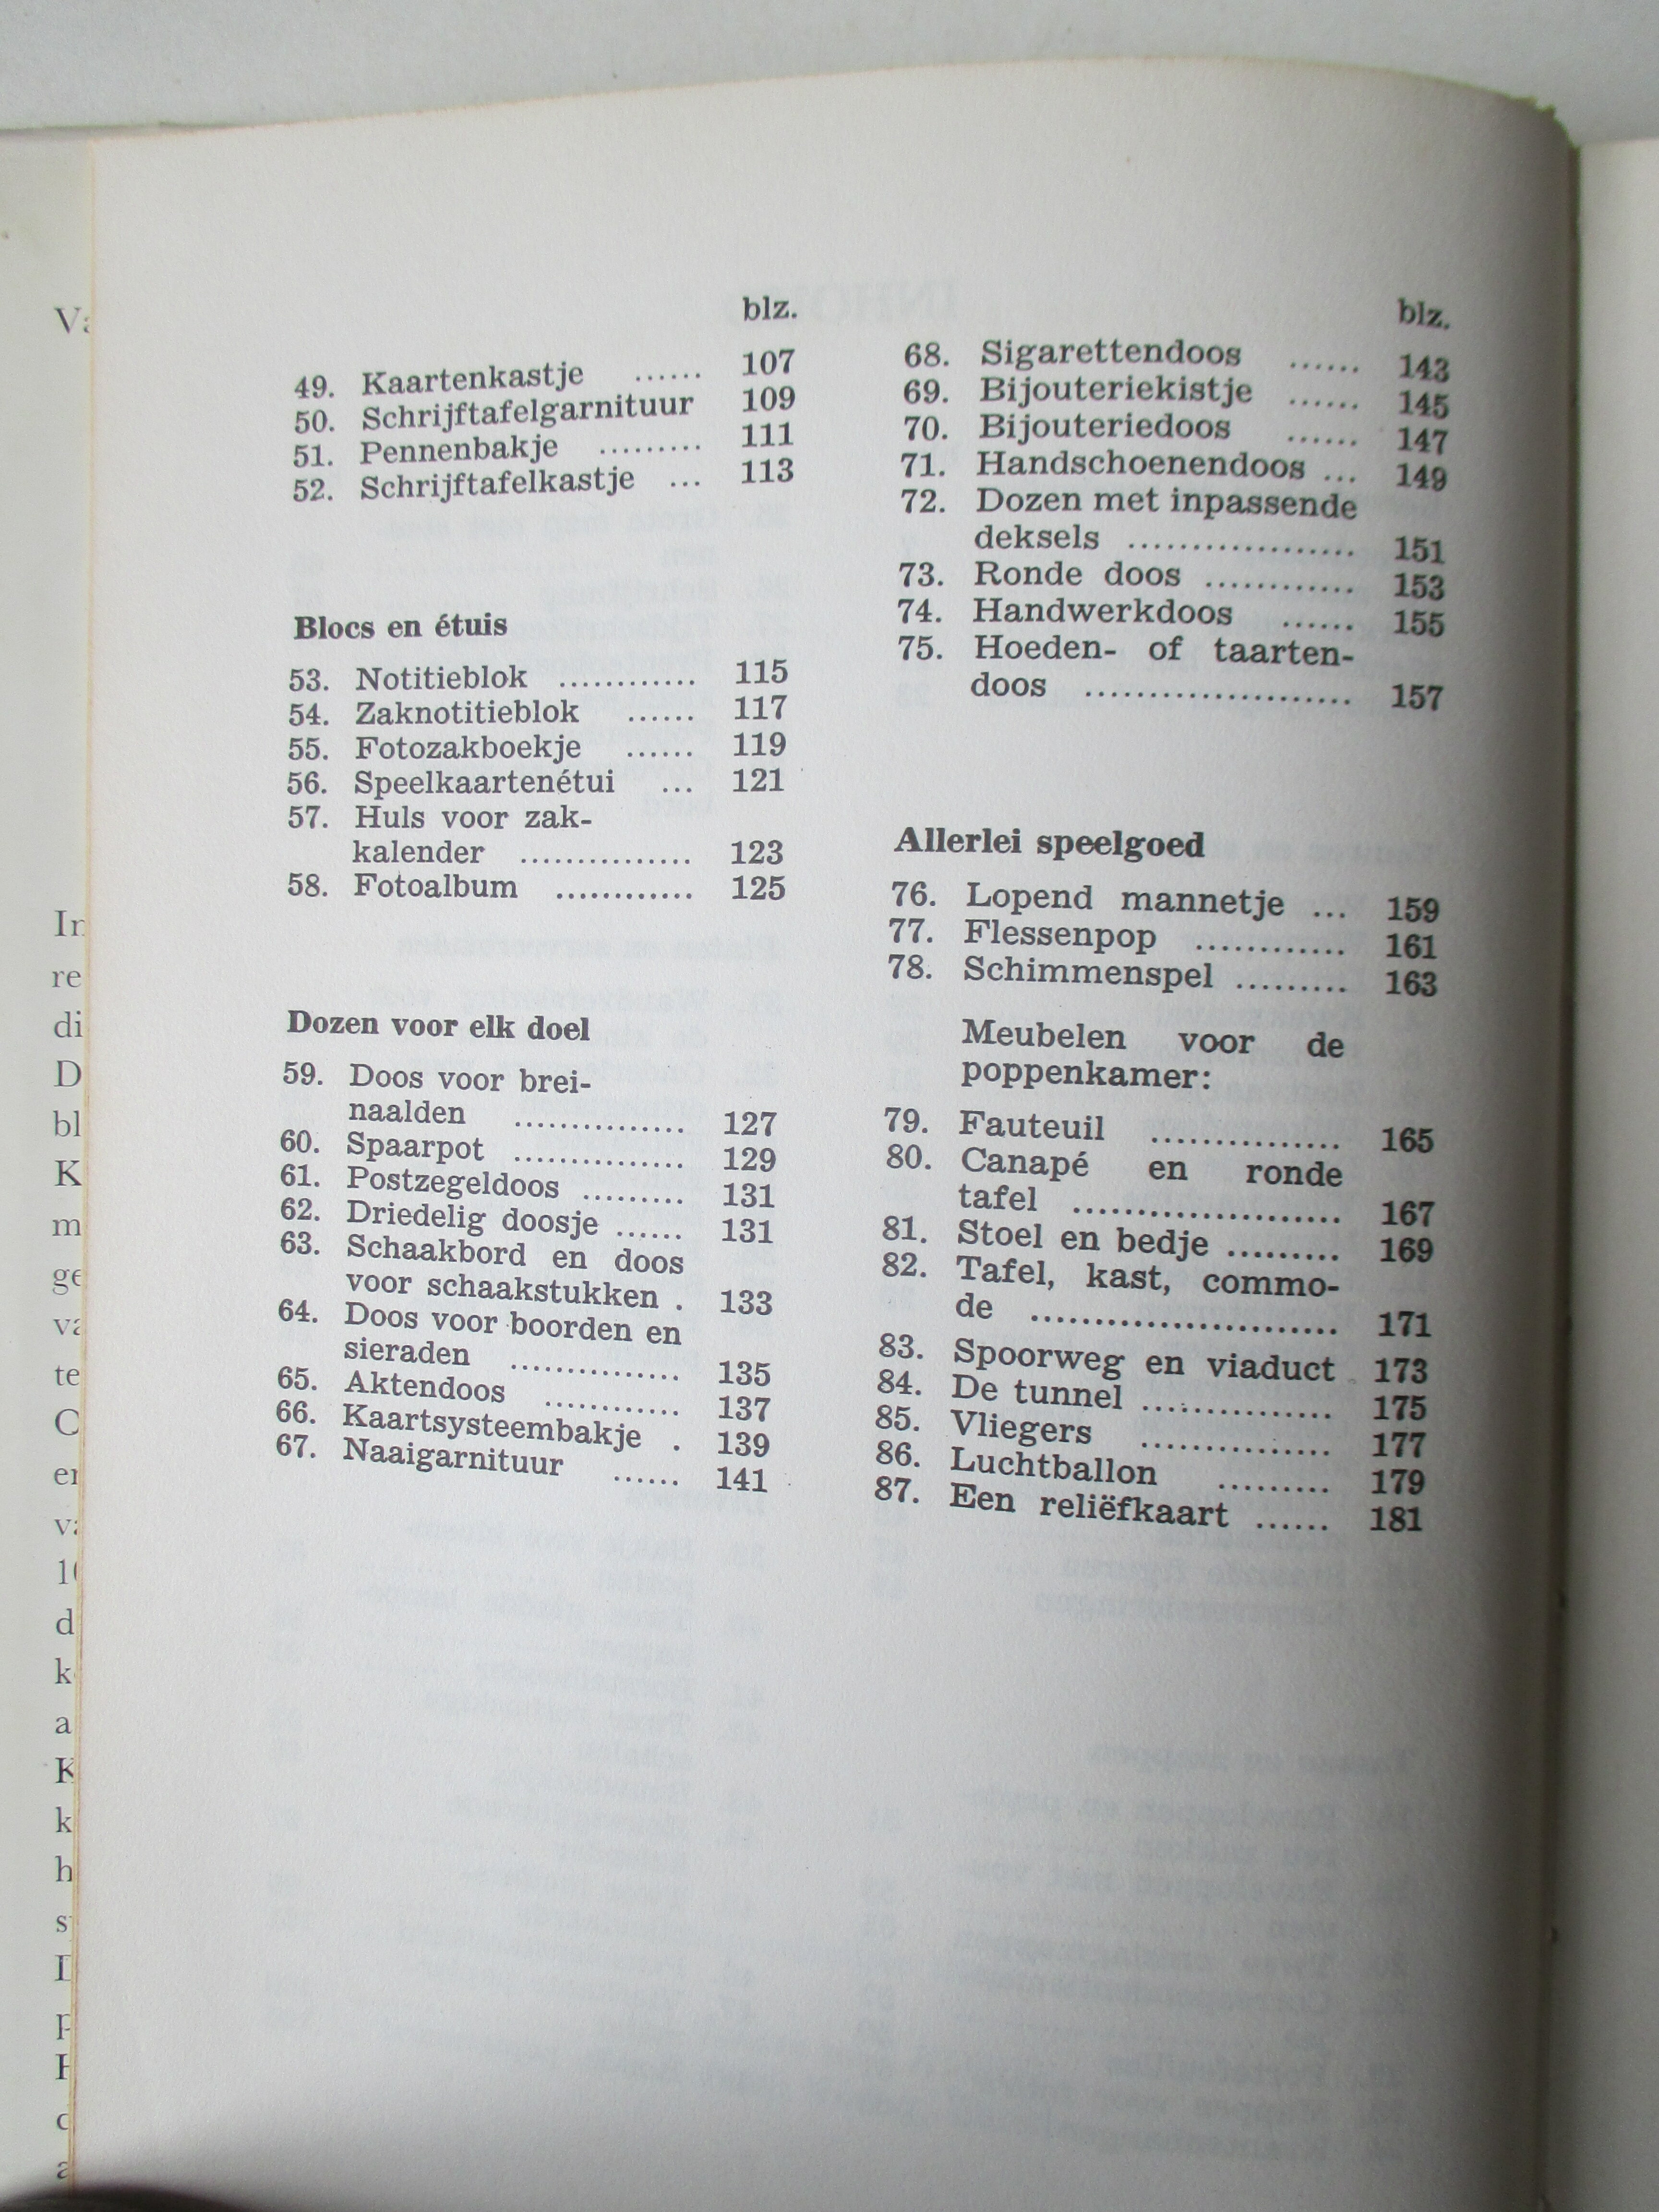 blz.
49. Kaartenkastje ...... 107
50. Schrijftafelgarnituur 109
51. Pennenbakje ......... 111
52. Schrijftafelkastje ... 113
Blocs en étuis
53. Notitieblok ............ 115
54. Zaknotitieblok ...... 117
55. Fotozakboekje ...... 119
56. Speelkaartenétui ... 121
57. Huls voor zak-
kalender ............... 123
58. Fotoalbum ............ 125
Dozen voor elk doel
59. Doos voor brei-
naalden ............... 127
60. Spaarpot ............... 129
61. Postzegeldoos ......... 131
62. Driedelig doosje ...... 131
63. Schaakbord en doos
voor schaakstukken . 133
64. Doos voor boorden en
sieraden ............... 135
65. Aktendoos ............ 137
66. Kaartsysteembakje . 139
67. Naaigarnituur ...... 141
blz.
68. Sigarettendoos ...... 143
69. Bijouteriekistje ...... 145
70. Bijouteriedoos ...... 147
71. Handschoenendoos ... 149
72. Dozen met inpassende
deksels .................. 151
73. Ronde doos ............ 153
74. Handwerkdoos ...... 155
75. Hoeden- of taarten-
doos ..................... 157
Allerlei speelgoed
76. Lopend mannetje ... 159
77. Flessenpop ............ 161
78. Schimmenspel ......... 163
Meubelen voor de
poppenkamer:
79. Fauteuil ............... 165
80. Canapé en ronde
tafel ..................... 167
81. Stoel en bedje ......... 169
82. Tafel, kast, commo-
de ........................ 171
83. Spoorweg en viaduct 173
84. De tunnel ............... 175
85. Vliegers ............... 177
86. Luchtballon ......... 179
87. Een reliëfkaart ...... 181